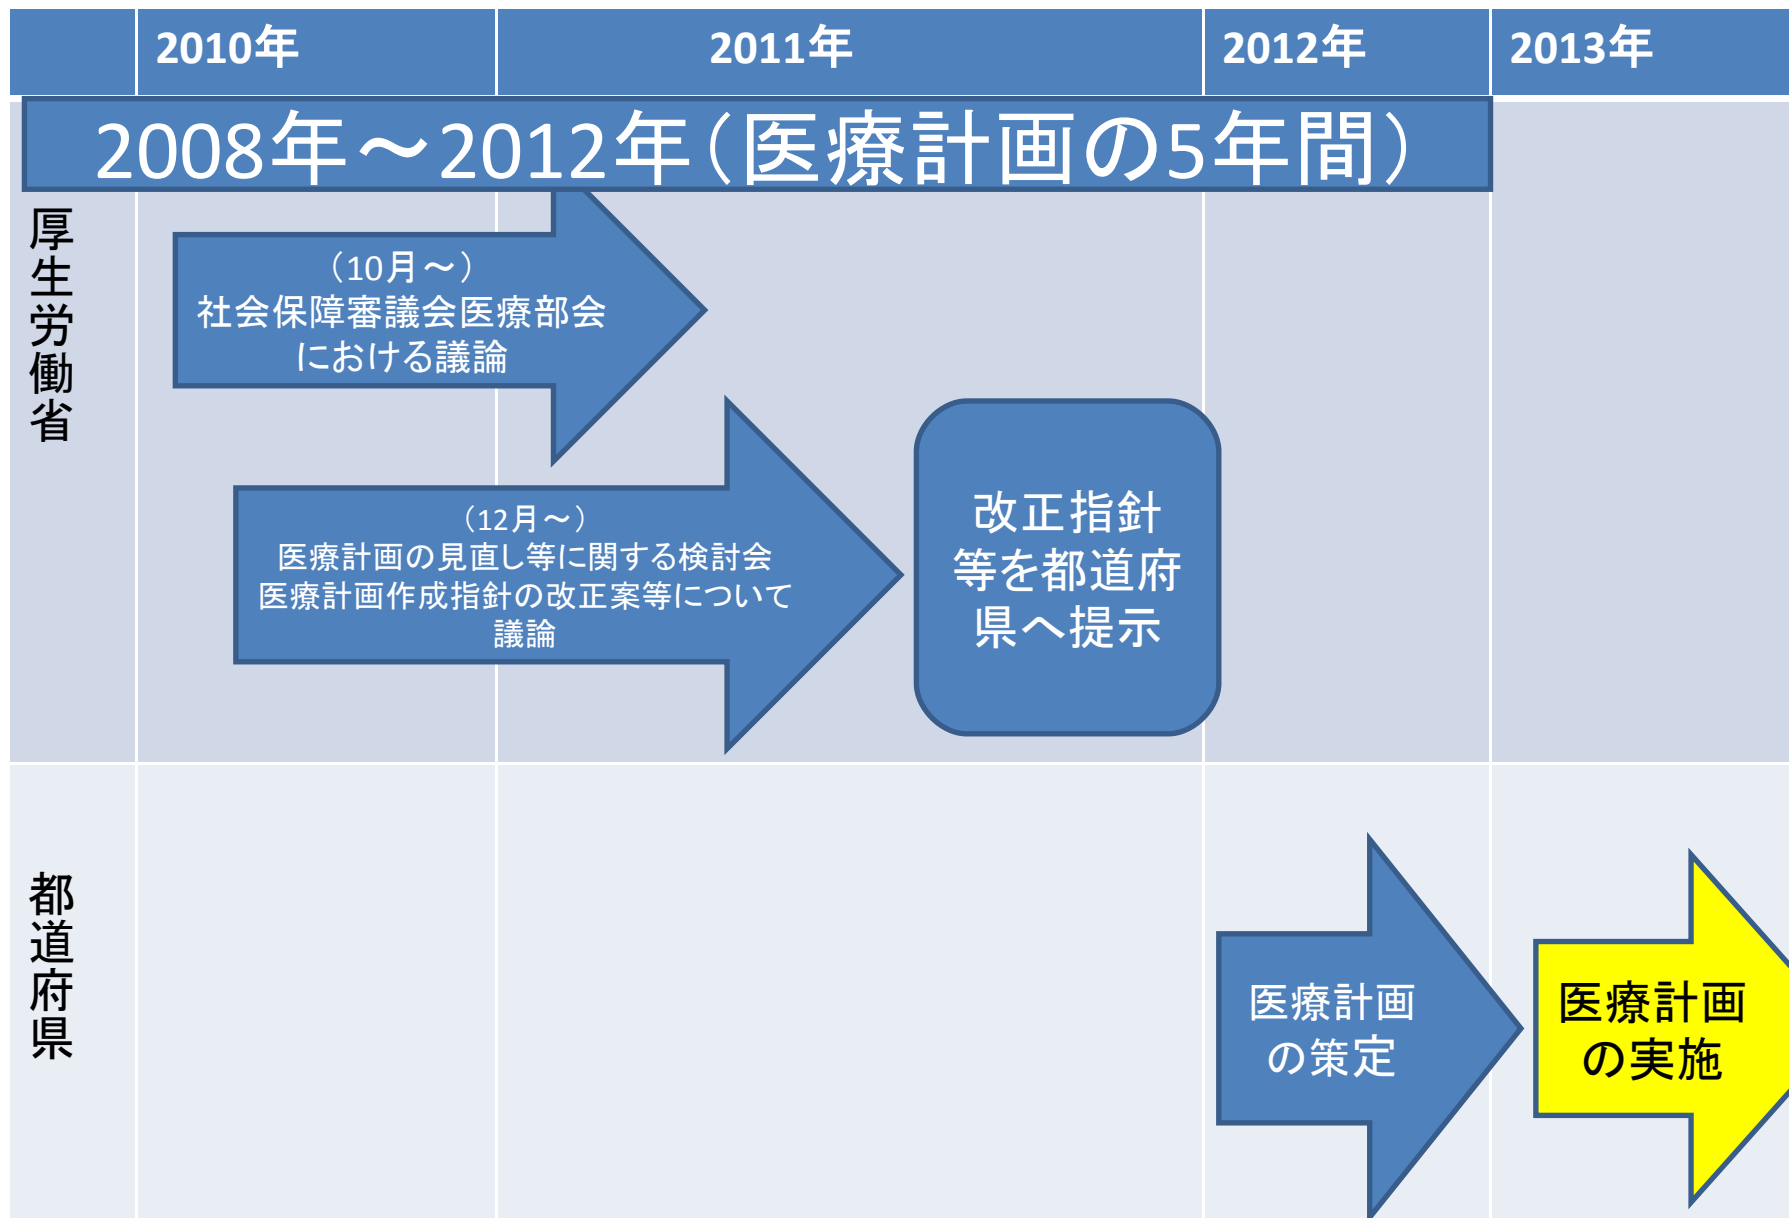 2010年
2011年
2012年
2013年
2008年～2012年（医療計画の5年間）
厚生労働省
（10月～）
社会保障審議会医療部会
における議論
（12月～）
医療計画の見直し等に関する検討会
医療計画作成指針の改正案等について
議論
改正指針
等を都道府
県へ提示
都道府県
医療計画
の策定
医療計画
の実施